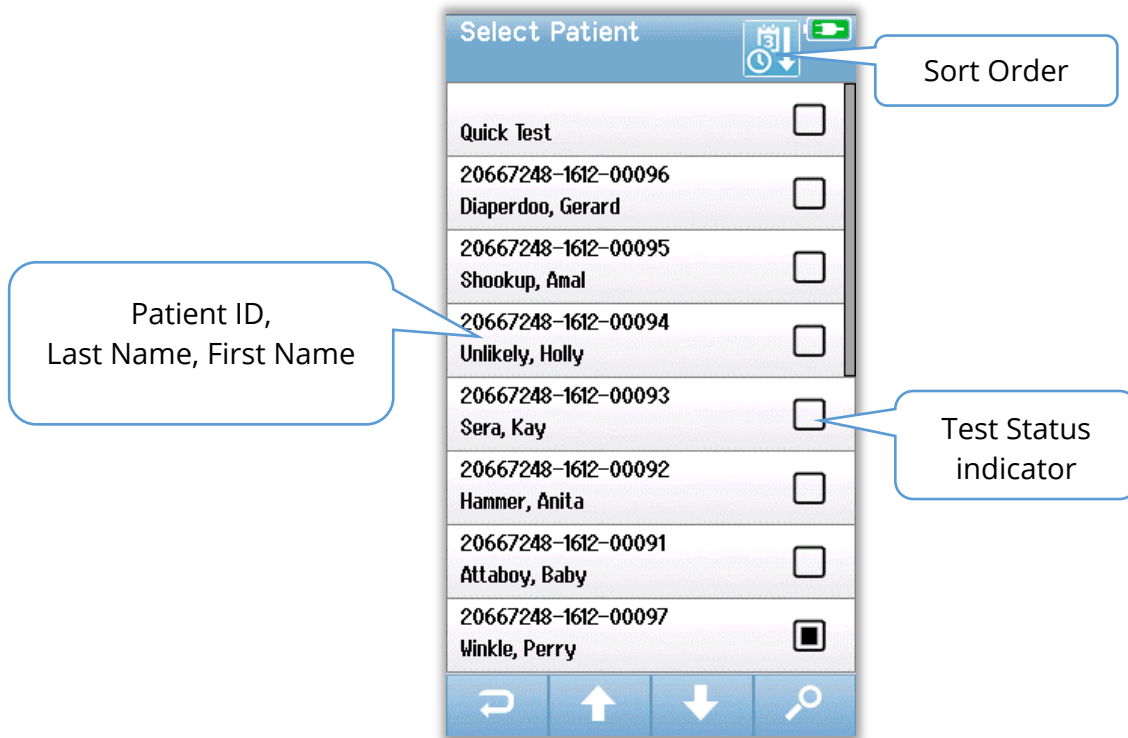 Select Patient
3
Sort Order
Quick Test
20667248-1612-00096
Diaperdoo, Gerard
20667248-1612-00095
Shookup, Amal
Patient ID,
Last Name, First Name
20667248-1612-00094
Unlikely, Holly
20667248-1612-00093
Sera, Kay
Test Status
indicator
20667248-1612-00092
Hammer, Anita
20667248-1612-00091
Attaboy, Baby
20667248-1612-00097
Winkle, Perry